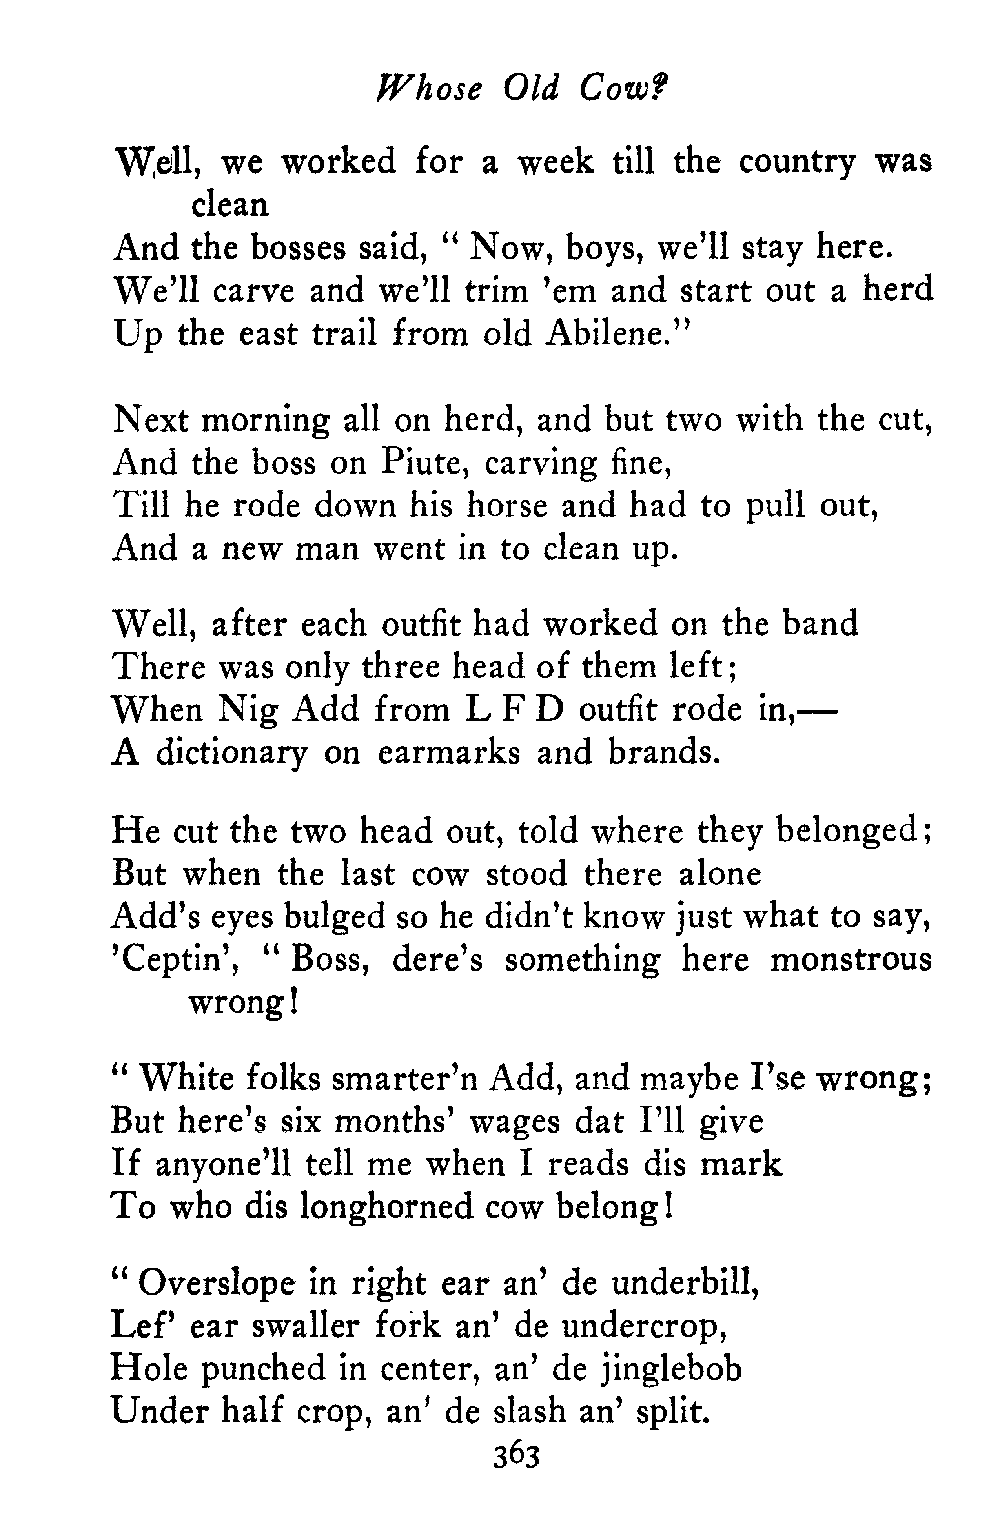 Whose Old Cow?
Well, we worked for a week till the country was
clean
And the bosses said, “ Now, boys, we'll stay here.
We'll carve and we'll trim 'em and start out a herd
Up the east trail from old Abilene.”
Next morning all on herd, and but two with the cut,
And the boss on Piute, carving fine,
Till he rode down his horse and had to pull out,
And a new man went in to clean up.
Well, after each outfit had worked on the band
There was only three head of them left;
When Nig Add from L F D outfit rode in,—
A dictionary on earmarks and brands.
He cut the two head out, told where they belonged;
But when the last cow stood there alone
Add's eyes bulged so he didn't know just what to say,
'Ceptin', “ Boss, dere's something here monstrous
wrong!
“ White folks smarter'n Add, and maybe I'se wrong;
But here's six months' wages dat I'll give
If anyone'll tell me when I reads dis mark
To who dis longhorned cow belong!
“ Overslope in right ear an' de underbill,
Lef' ear swaller fork an' de undercrop,
Hole punched in center, an' de jinglebob
Under half crop, an' de slash an' split.
363